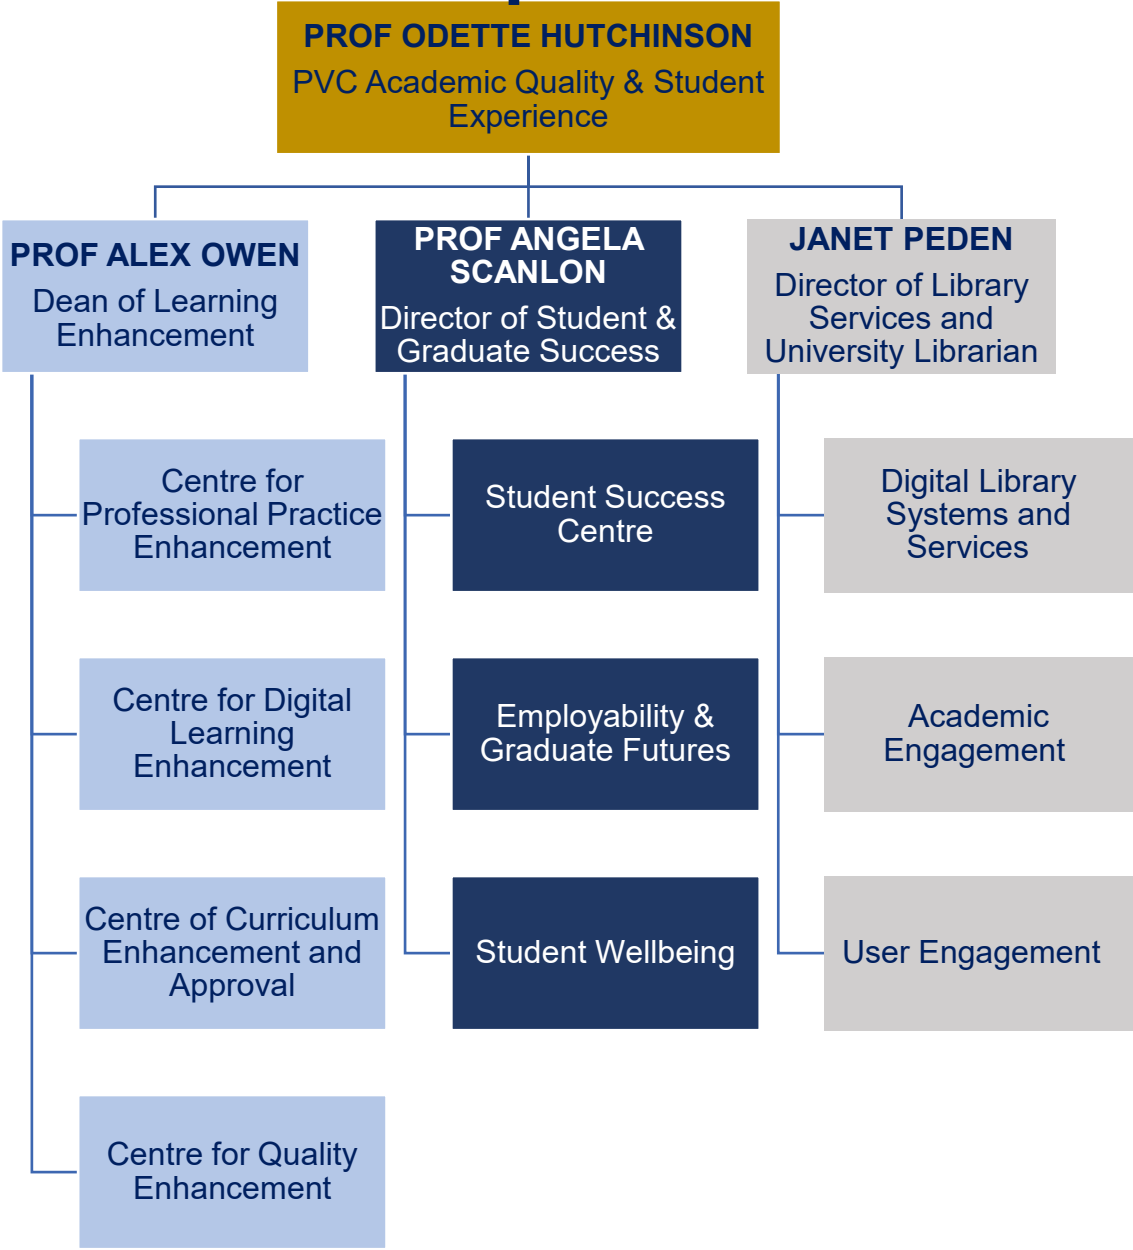 PROF ODETTE HUTCHINSON
PVC Academic Quality & Student
Experience
PROF ALEX OWEN
Dean of Learning
Enhancement
PROF ANGELA
SCANLON
Director of Student &
Graduate Success
JANET PEDEN
Director of Library
Services and
University Librarian
Centre for
Professional Practice
Enhancement
Centre for Digital
Learning
Enhancement
Centre of Curriculum
Enhancement and
Approval
Centre for Quality
Enhancement
Student Success
Centre
Employability &
Graduate Futures
Student Wellbeing
Digital Library
Systems and
Services
Academic
Engagement
User Engagement